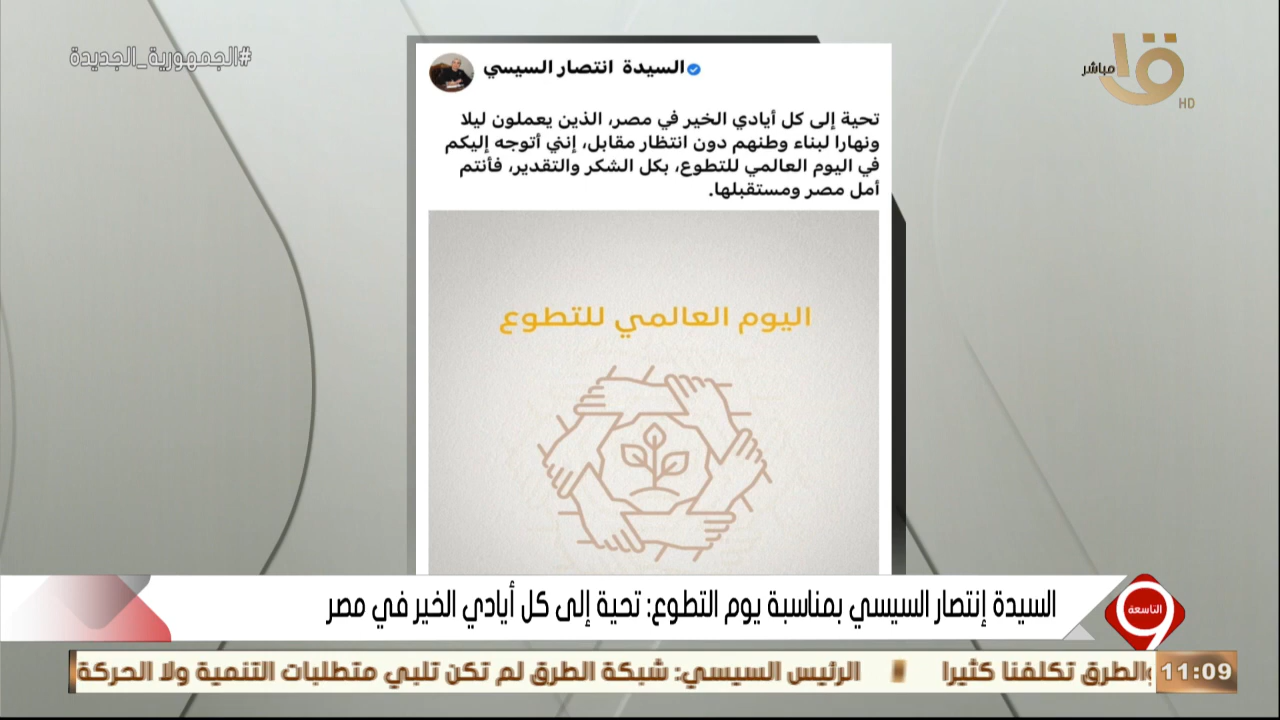 #الجمهورية_الجديدة
مباشر
HD
السيدة انتصار السيسي
تحية إلى كل أيادي الخير في مصر، الذين يعملون ليلا
ونهارا لبناء وطنهم دون انتظار مقابل، إنني أتوجه إليكم
في اليوم العالمي للتطوع، بكل الشكر والتقدير، فأنتم
أمل مصر ومستقبلها.
اليوم العالمي للتطوع
السيدة إنتصار السيسي بمناسبة يوم التطوع: تحية إلى كل أيادي الخير في مصر
التاسعة
9
11:09
والطرق تكلفنا كثيرا
الرئيس السيسي: شبكة الطرق لم تكن تلبي متطلبات التنمية ولا الحركة